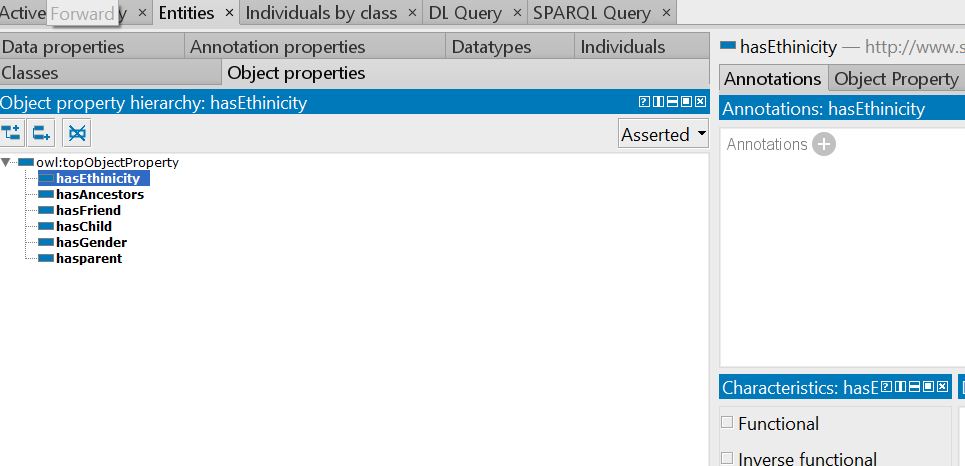 Active
Forward
y × Entities × Individuals by class × DL Query × SPARQL Query ×
Data properties Annotation properties Datatypes Individuals
Classes Object properties
Object property hierarchy: hasEthinicity
Asserted
owl:topObjectProperty
hasEthinicity
hasAncestors
hasFriend
hasChild
hasGender
hasparent
hasEthinicity — http://www.s
Annotations Object Property
Annotations: hasEthinicity
Annotations
Characteristics: hasE
Functional
Inverse functional